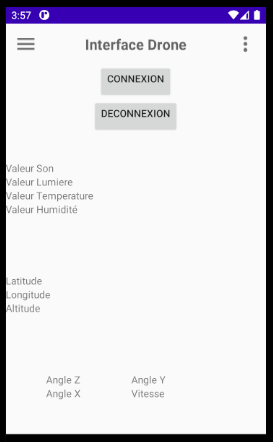 3:57
Interface Drone
CONNEXION
DECONNEXION
Valeur Son
Valeur Lumiere
Valeur Temperature
Valeur Humidité
Latitude
Longitude
Altitude
Angle Z Angle Y
Angle X Vitesse